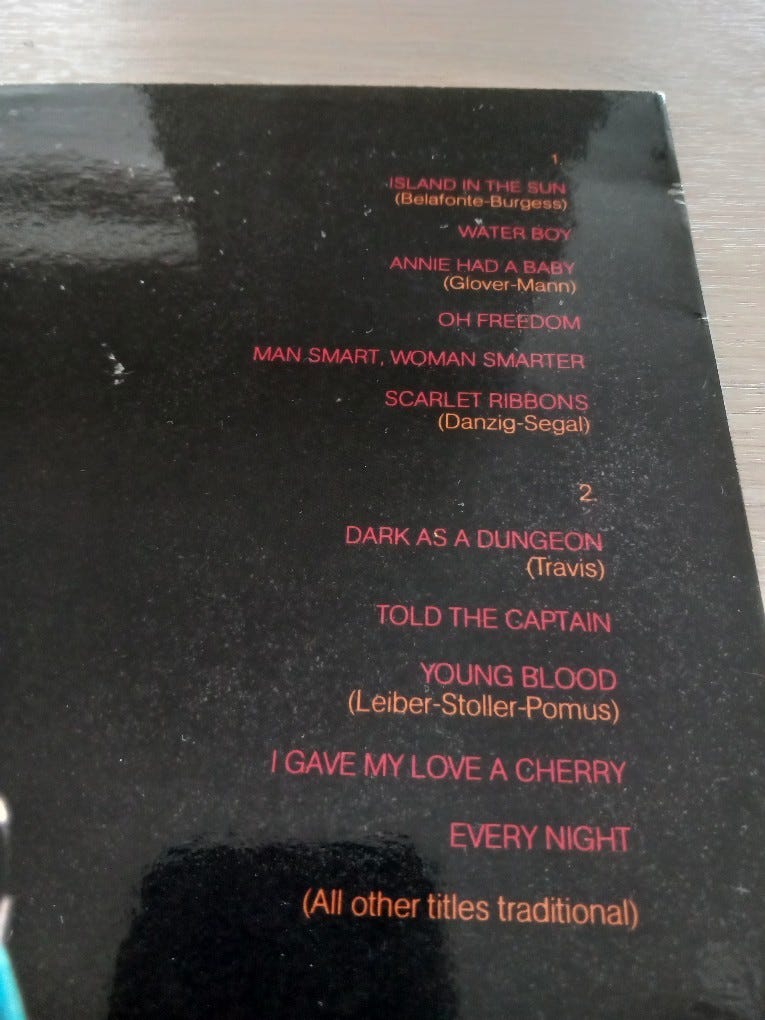 1.
ISLAND IN THE SUN
(Belafonte-Burgess)
WATER BOY
ANNIE HAD A BABY
(Glover-Mann)
OH FREEDOM
MAN SMART, WOMAN SMARTER
SCARLET RIBBONS
(Danzig-Segal)
2.
DARK AS A DUNGEON
(Travis)
TOLD THE CAPTAIN
YOUNG BLOOD
(Leiber-Stoller-Pomus)
I GAVE MY LOVE A CHERRY
EVERY NIGHT
(All other titles traditional)